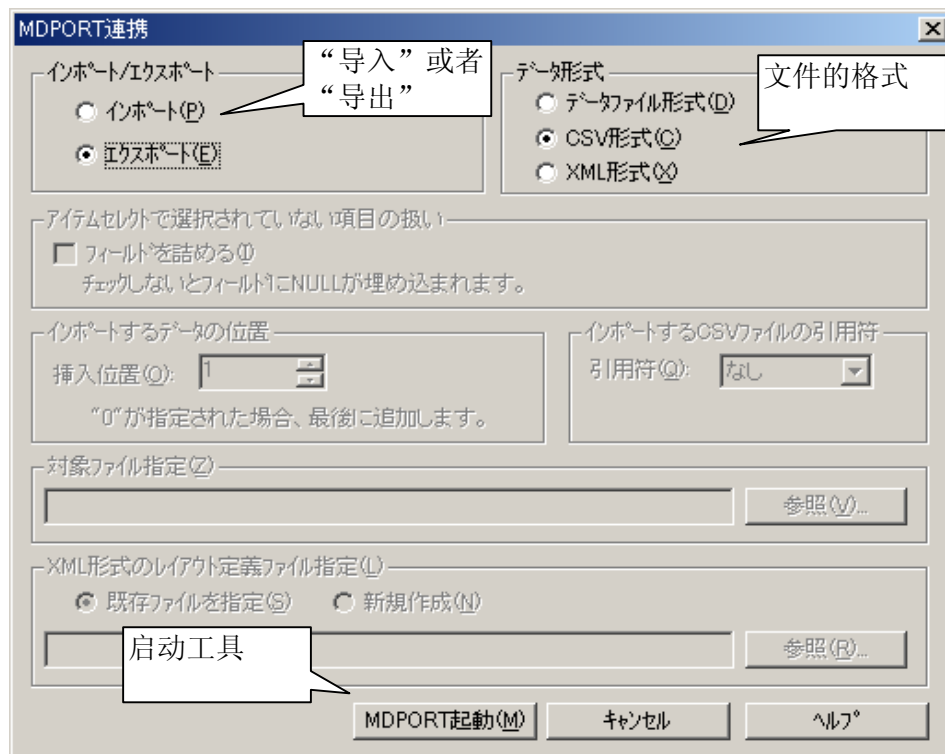 MDPORT連携
インポート/エクスポート
インポート(P)
エクスポート(E)
“导入”或者
“导出”
データ形式
データファイル形式(D)
CSV形式(C)
XML形式(X)
文件的格式
アイテムセレクトで選択されていない項目の扱い
フィールドを詰める(I)
チェックしないとフィールドにNULLが埋め込まれます。
インポートするデータの位置
挿入位置(O): 1
"0"が指定された場合、最後に追加します。
インポートするCSVファイルの引用符
引用符(Q): なし
対象ファイル指定(Z)
参照(V)...
XML形式のレイアウト定義ファイル指定(L)
既存ファイルを指定(S) 新規作成(N)
参照(R)...
启动工具
MDPORT起動(M) キャンセル ヘルプ